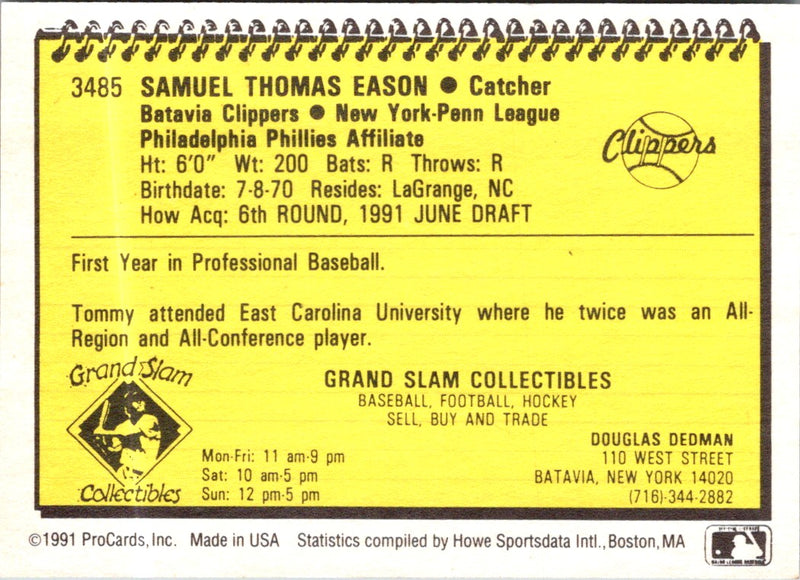 3485 SAMUEL THOMAS EASON ● Catcher
Batavia Clippers ● New York-Penn League
Philadelphia Phillies Affiliate
Clippers
Ht: 6'0" Wt: 200 Bats: R Throws: R
Birthdate: 7-8-70 Resides: LaGrange, NC
How Acq: 6th ROUND, 1991 JUNE DRAFT
First Year in Professional Baseball.
Tommy attended East Carolina University where he twice was an All-
Region and All-Conference player.
Grand Slam
Collectibles
GRAND SLAM COLLECTIBLES
BASEBALL, FOOTBALL, HOCKEY
SELL, BUY AND TRADE
Mon-Fri: 11 am-9 pm
Sat: 10 am-5 pm
Sun: 12 pm-5 pm
DOUGLAS DEDMAN
110 WEST STREET
BATAVIA, NEW YORK 14020
(716)-344-2882
©1991 ProCards, Inc. Made in USA Statistics compiled by Howe Sportsdata Intl., Boston, MA